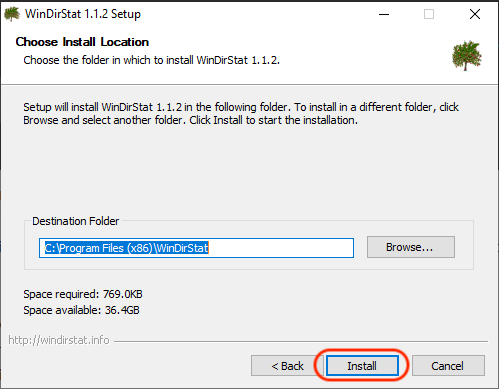 WinDirStat 1.1.2 Setup
Choose Install Location
Choose the folder in which to install WinDirStat 1.1.2.
Setup will install WinDirStat 1.1.2 in the following folder. To install in a different folder, click
Browse and select another folder. Click Install to start the installation.
Destination Folder
C:\Program Files (x86)\WinDirStat
Browse...
Space required: 769.0KB
Space available: 36.4GB
http://windirstat.info
< Back
Install
Cancel